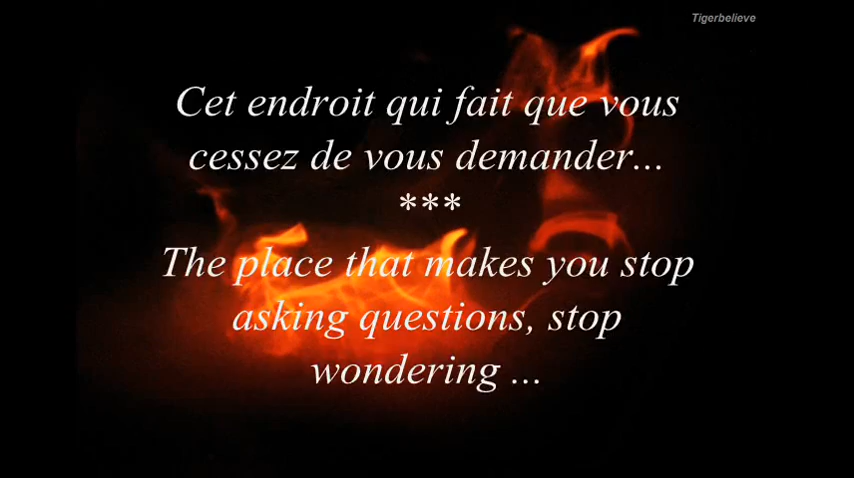 Tigerbelieve
Cet endroit qui fait que vous
cessez de vous demander...
***
The place that makes you stop
asking questions, stop
wondering ...